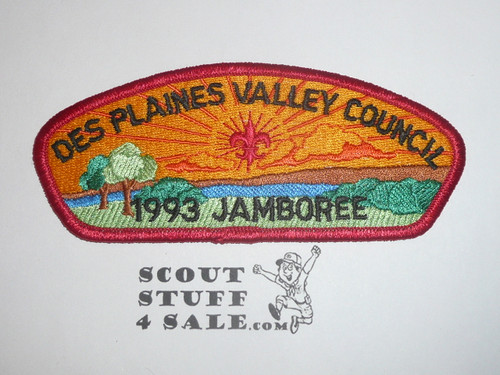 DES PLAINES VALLEY COUNCIL
1993 JAMBOREE
SCOUT
STUFF
4 SALE.COM